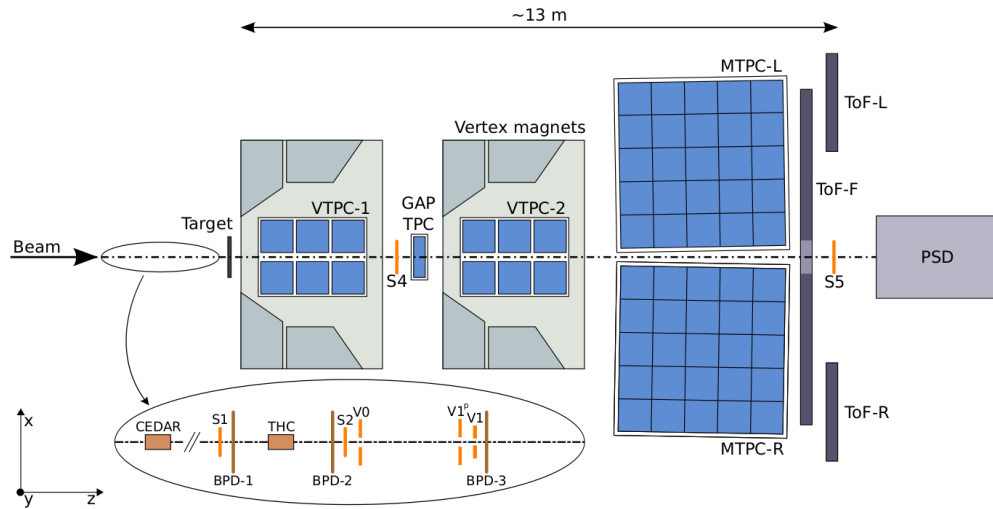 ~13 m
MTPC-L
ToF-L
Vertex magnets
ToF-F
VTPC-1
GAP
TPC
VTPC-2
Target
Beam
S4
S5
PSD
x
y
z
CEDAR
S1
THC
S2
V0
V1ᵖ
V1
BPD-1
BPD-2
BPD-3
MTPC-R
ToF-R